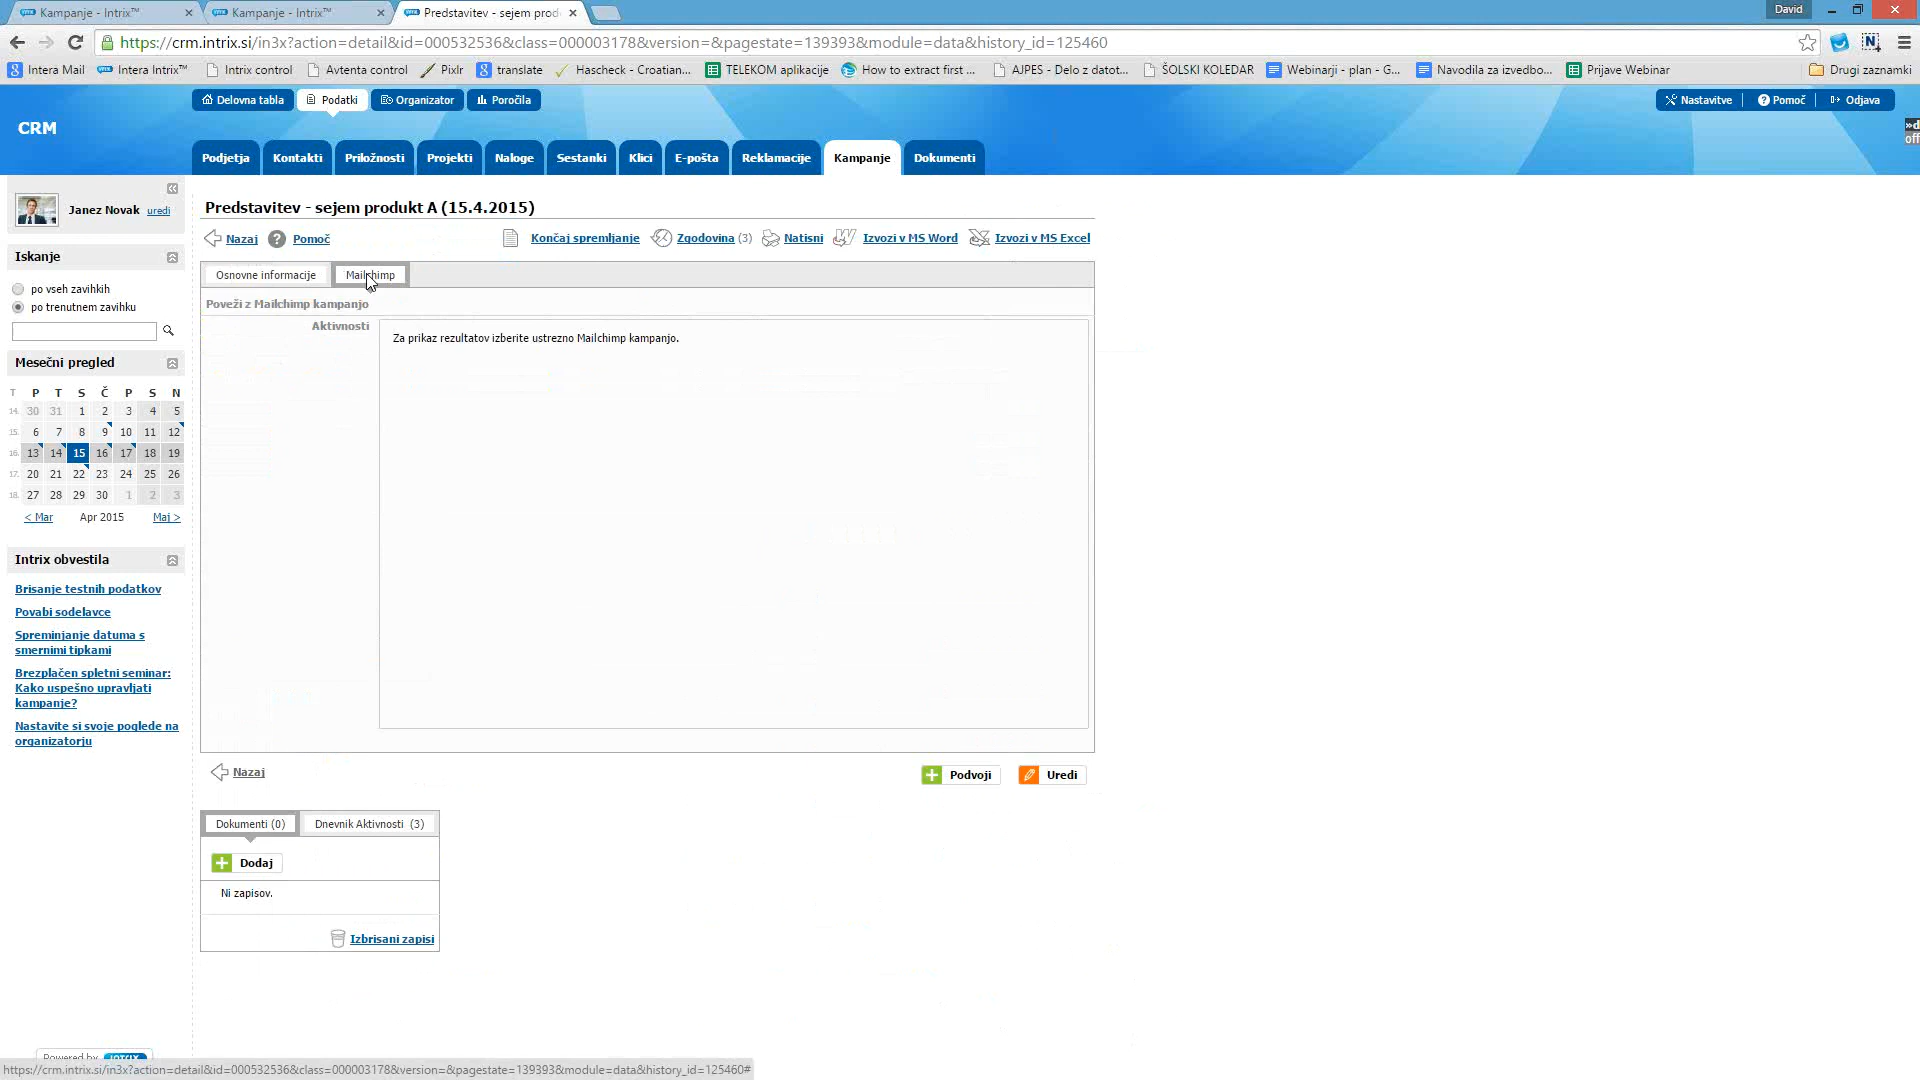 Kampanje - Intrix™
Kampanje - Intrix™
Predstavitev - sejem prod
David
https://crm.intrix.si/in3x?action=detail&id=000532536&class=000003178&version=&pagestate=139393&module=data&history_id=125460
Intera Mail
Intera Intrix™
Intrix control
Avtenta control
Pixlr
translate
Hascheck - Croatian...
TELEKOM aplikacije
How to extract first ...
AJPES - Delo z datot...
ŠOLSKI KOLEDAR
Webinarji - plan - G...
Navodila za izvedbo...
Prijave Webinar
Drugi zaznamki
Delovna tabla
Podatki
Organizator
Poročila
Nastavitve
Pomoč
Odjava
CRM
»d
off
Podjetja
Kontakti
Priložnosti
Projekti
Naloge
Sestanki
Klici
E-pošta
Reklamacije
Kampanje
Dokumenti
Janez Novak uredi
Iskanje
po vseh zavihkih
po trenutnem zavihku
Mesečni pregled
T P T S Č P S N
14. 30 31 1 2 3 4 5
15. 6 7 8 9 10 11 12
16. 13 14 15 16 17 18 19
17. 20 21 22 23 24 25 26
18. 27 28 29 30 1 2 3
< Mar Apr 2015 Maj >
Intrix obvestila
Brisanje testnih podatkov
Povabi sodelavce
Spreminjanje datuma s
smernimi tipkami
Brezplačen spletni seminar:
Kako uspešno upravljati
kampanje?
Nastavite si svoje poglede na
organizatorju
Powered by intrix
Predstavitev - sejem produkt A (15.4.2015)
Nazaj
Pomoč
Končaj spremljanje
Zgodovina (3)
Natisni
Izvozi v MS Word
Izvozi v MS Excel
Osnovne informacije
Mailchimp
Poveži z Mailchimp kampanjo
Aktivnosti
Za prikaz rezultatov izberite ustrezno Mailchimp kampanjo.
Nazaj
Podvoji
Uredi
Dokumenti (0)
Dnevnik Aktivnosti (3)
Dodaj
Ni zapisov.
Izbrisani zapisi
https://crm.intrix.si/in3x?action=detail&id=000532536&class=000003178&version=&pagestate=139393&module=data&history_id=125460#